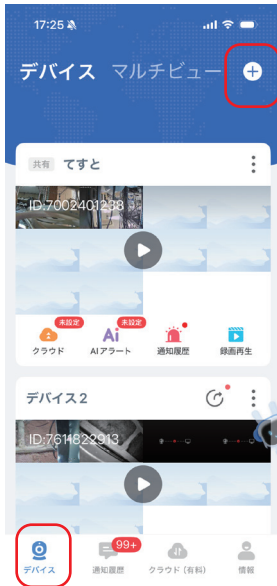 17:25
デバイス マルチビュー
共有 てすと
ID:7002401238
未設定 未設定
Ai
クラウド AIアラート 通知履歴 録画再生
デバイス2
ID:7614822913
99+
デバイス 通知履歴 クラウド (有料) 情報